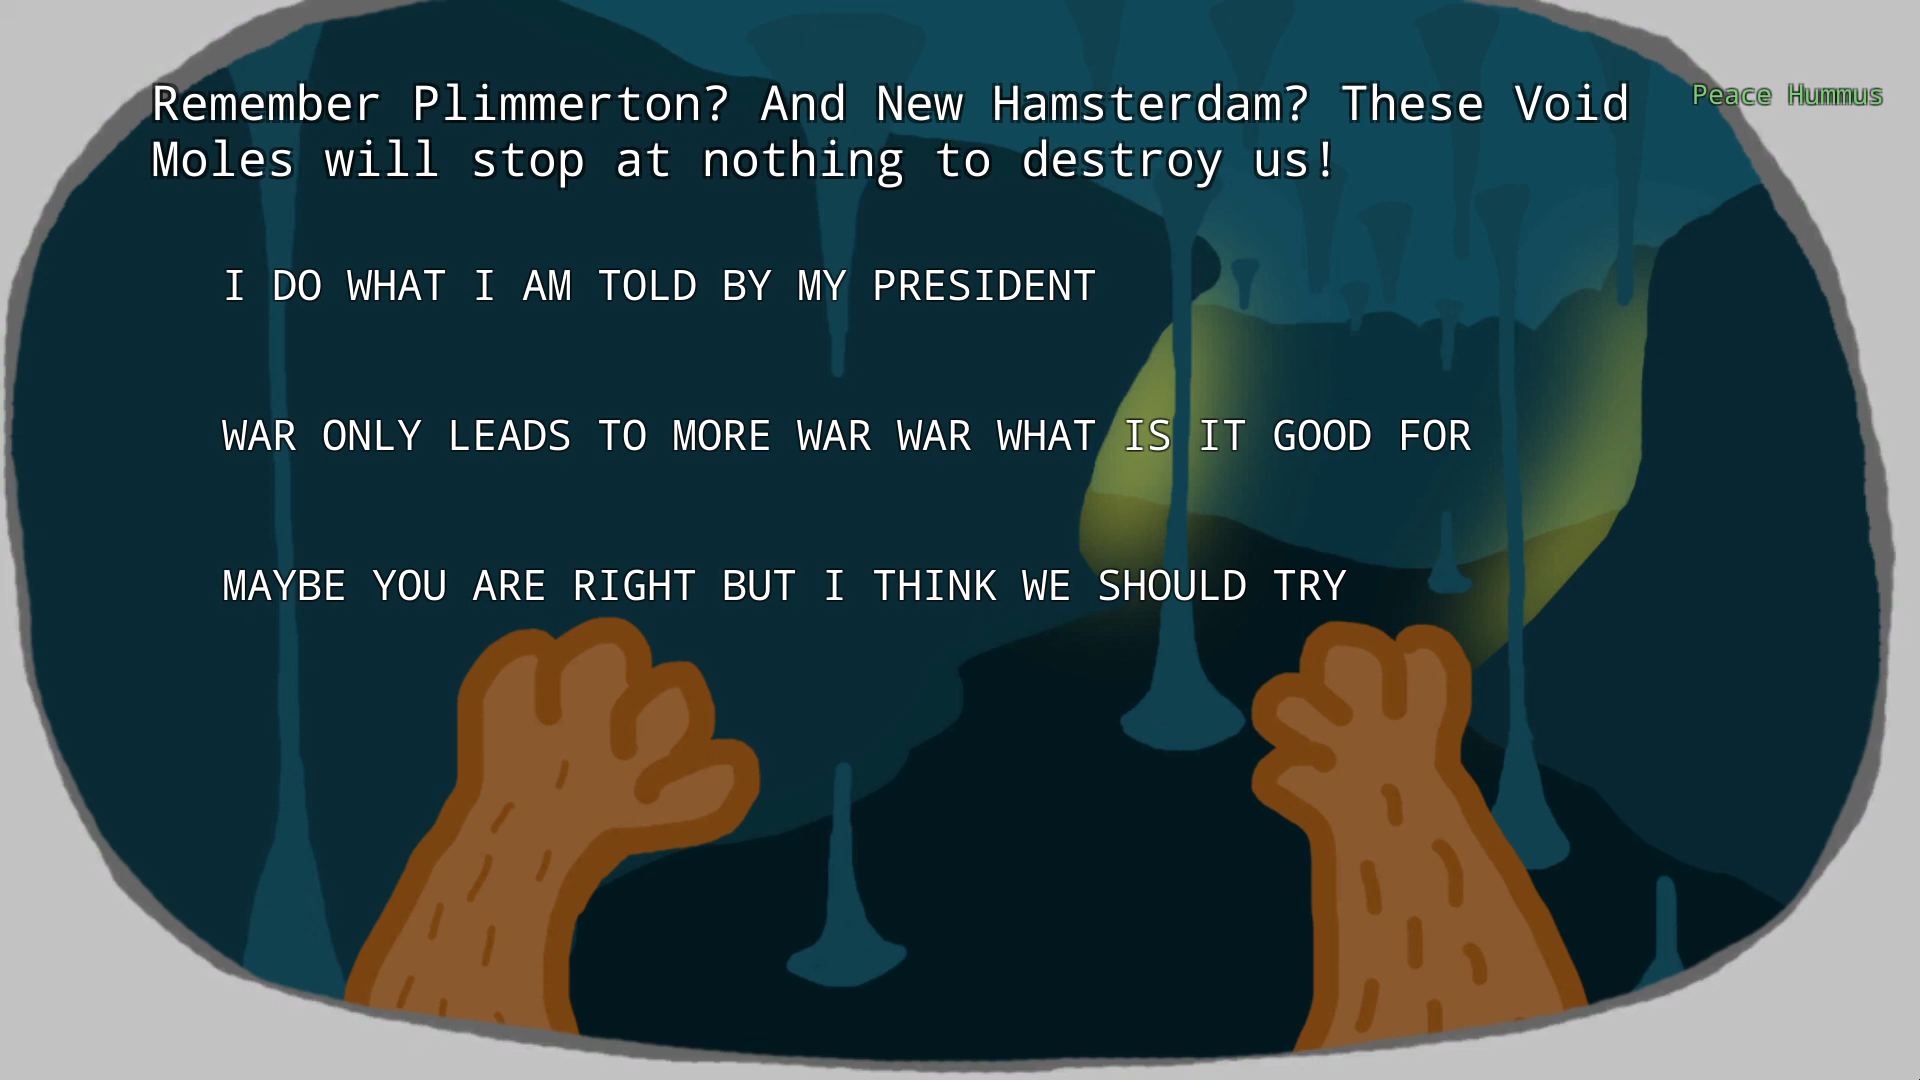 Remember Plimmerton? And New Hamsterdam? These Void
Moles will stop at nothing to destroy us!
Peace Hummus
I DO WHAT I AM TOLD BY MY PRESIDENT
WAR ONLY LEADS TO MORE WAR WAR WHAT IS IT GOOD FOR
MAYBE YOU ARE RIGHT BUT I THINK WE SHOULD TRY